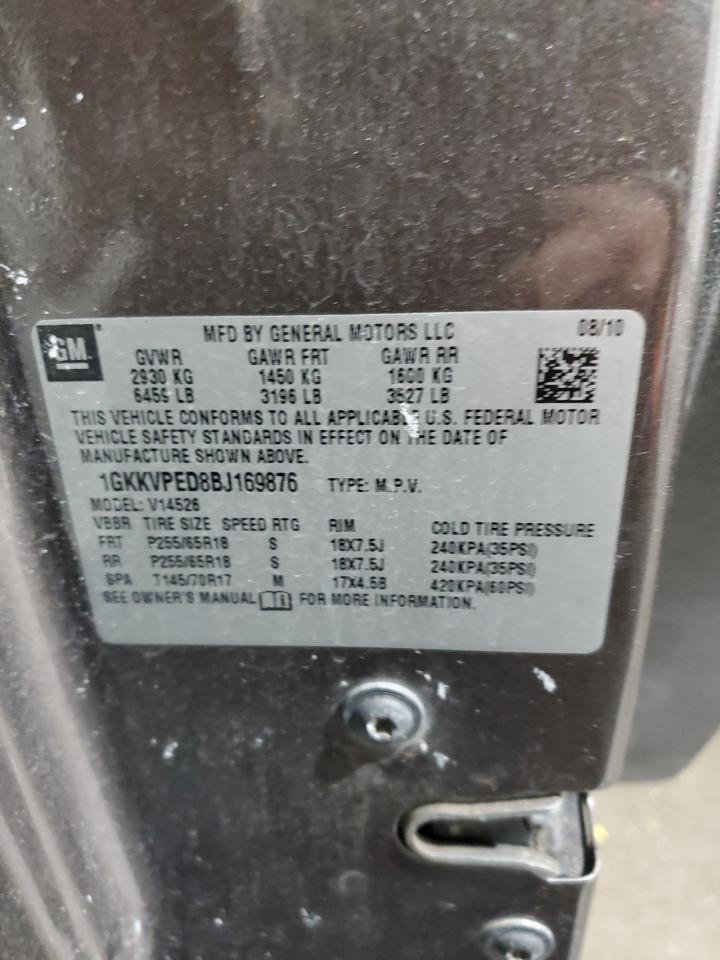 GM
MFD BY GENERAL MOTORS LLC 08/10
GVWR GAWR FRT GAWR RR
2930 KG 1450 KG 1600 KG
6459 LB 3196 LB 3527 LB
THIS VEHICLE CONFORMS TO ALL APPLICABLE U.S. FEDERAL MOTOR
VEHICLE SAFETY STANDARDS IN EFFECT ON THE DATE OF
MANUFACTURE SHOWN ABOVE.
1GKKVPED8BJ169876 TYPE: M.P.V.
MODEL: V14526
VBBR TIRE SIZE SPEED RTG RIM COLD TIRE PRESSURE
FRT P255/65R18 S 18X7.5J 240KPA(35PSI)
RR P255/65R18 S 18X7.5J 240KPA(35PSI)
SPA T145/70R17 M 17X4.5B 420KPA(60PSI)
SEE OWNER'S MANUAL FOR MORE INFORMATION.